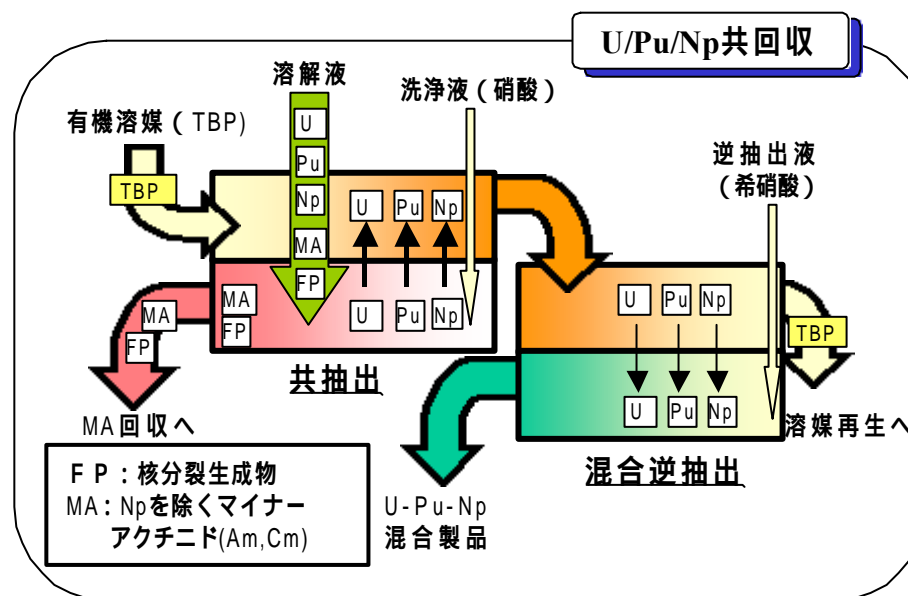 U/Pu/Np共回収
溶解液
洗浄液(硝酸)
有機溶媒(TBP)
逆抽出液
(希硝酸)
TBP
U
Pu
Np
MA
FP
U Pu Np
U Pu Np
MA
FP
MA
FP
共抽出
U Pu Np
U Pu Np
TBP
MA回収へ
溶媒再生へ
混合逆抽出
FP:核分裂生成物
MA:Npを除くマイナー
アクチニド(Am,Cm)
U-Pu-Np
混合製品